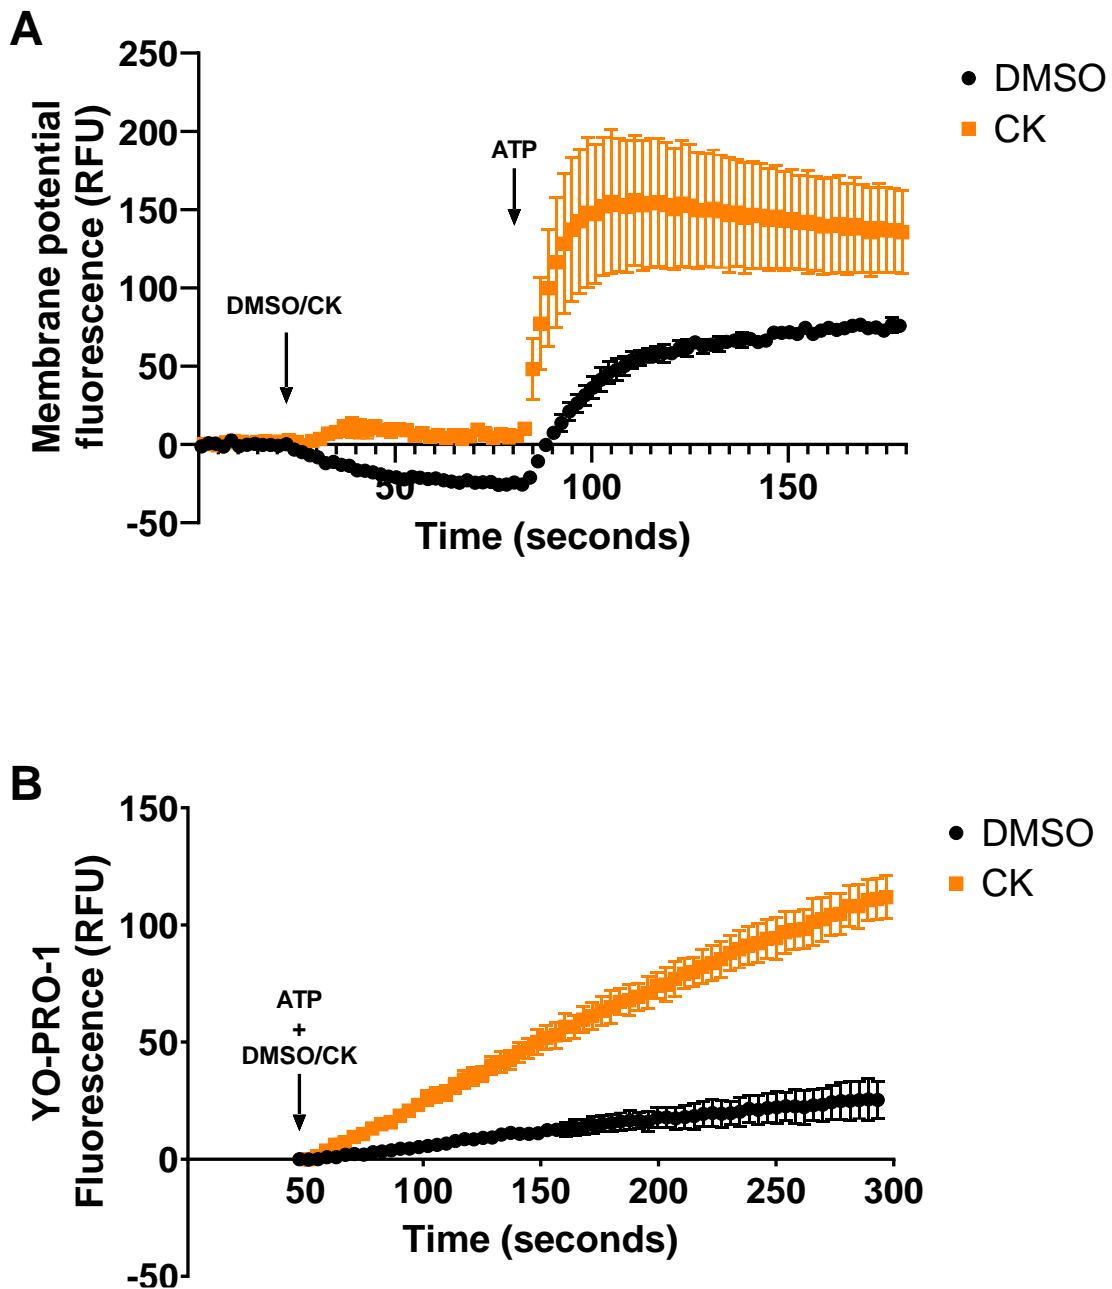 A
Membrane potential
fluorescence (RFU)
250
200
150
100
50
0
-50
DMSO/CK
ATP
50
100
150
Time (seconds)
DMSO
CK
B
YO-PRO-1
Fluorescence (RFU)
150
100
50
0
-50
ATP
+
DMSO/CK
50
100
150
200
250
300
Time (seconds)
DMSO
CK